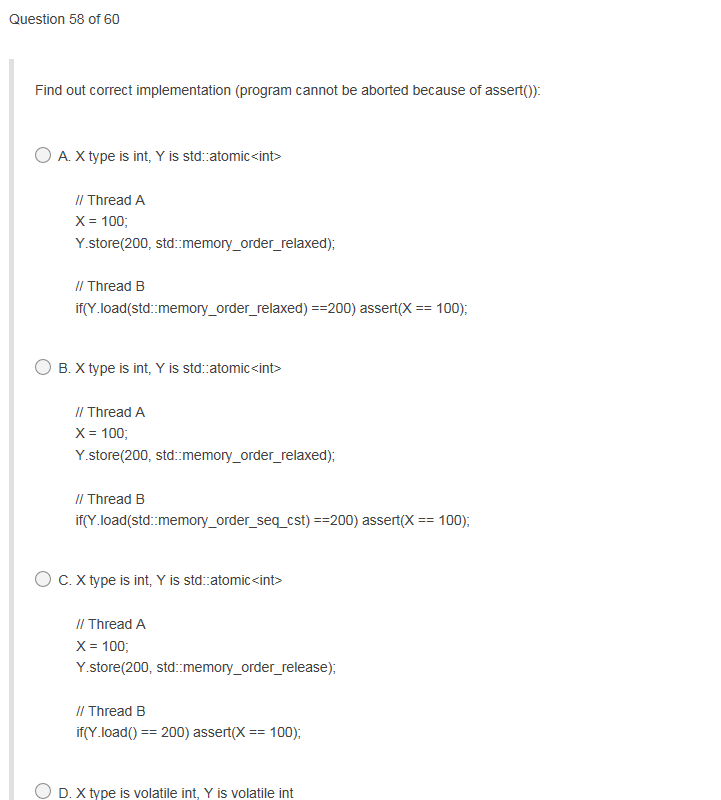 Question 58 of 60
Find out correct implementation (program cannot be aborted because of assert()):
A. X type is int, Y is std::atomic<int>
// Thread A
X = 100;
Y.store(200, std::memory_order_relaxed);
// Thread B
if(Y.load(std::memory_order_relaxed) ==200) assert(X == 100);
B. X type is int, Y is std::atomic<int>
// Thread A
X = 100;
Y.store(200, std::memory_order_relaxed);
// Thread B
if(Y.load(std::memory_order_seq_cst) ==200) assert(X == 100);
C. X type is int, Y is std::atomic<int>
// Thread A
X = 100;
Y.store(200, std::memory_order_release);
// Thread B
if(Y.load() == 200) assert(X == 100);
D. X type is volatile int, Y is volatile int